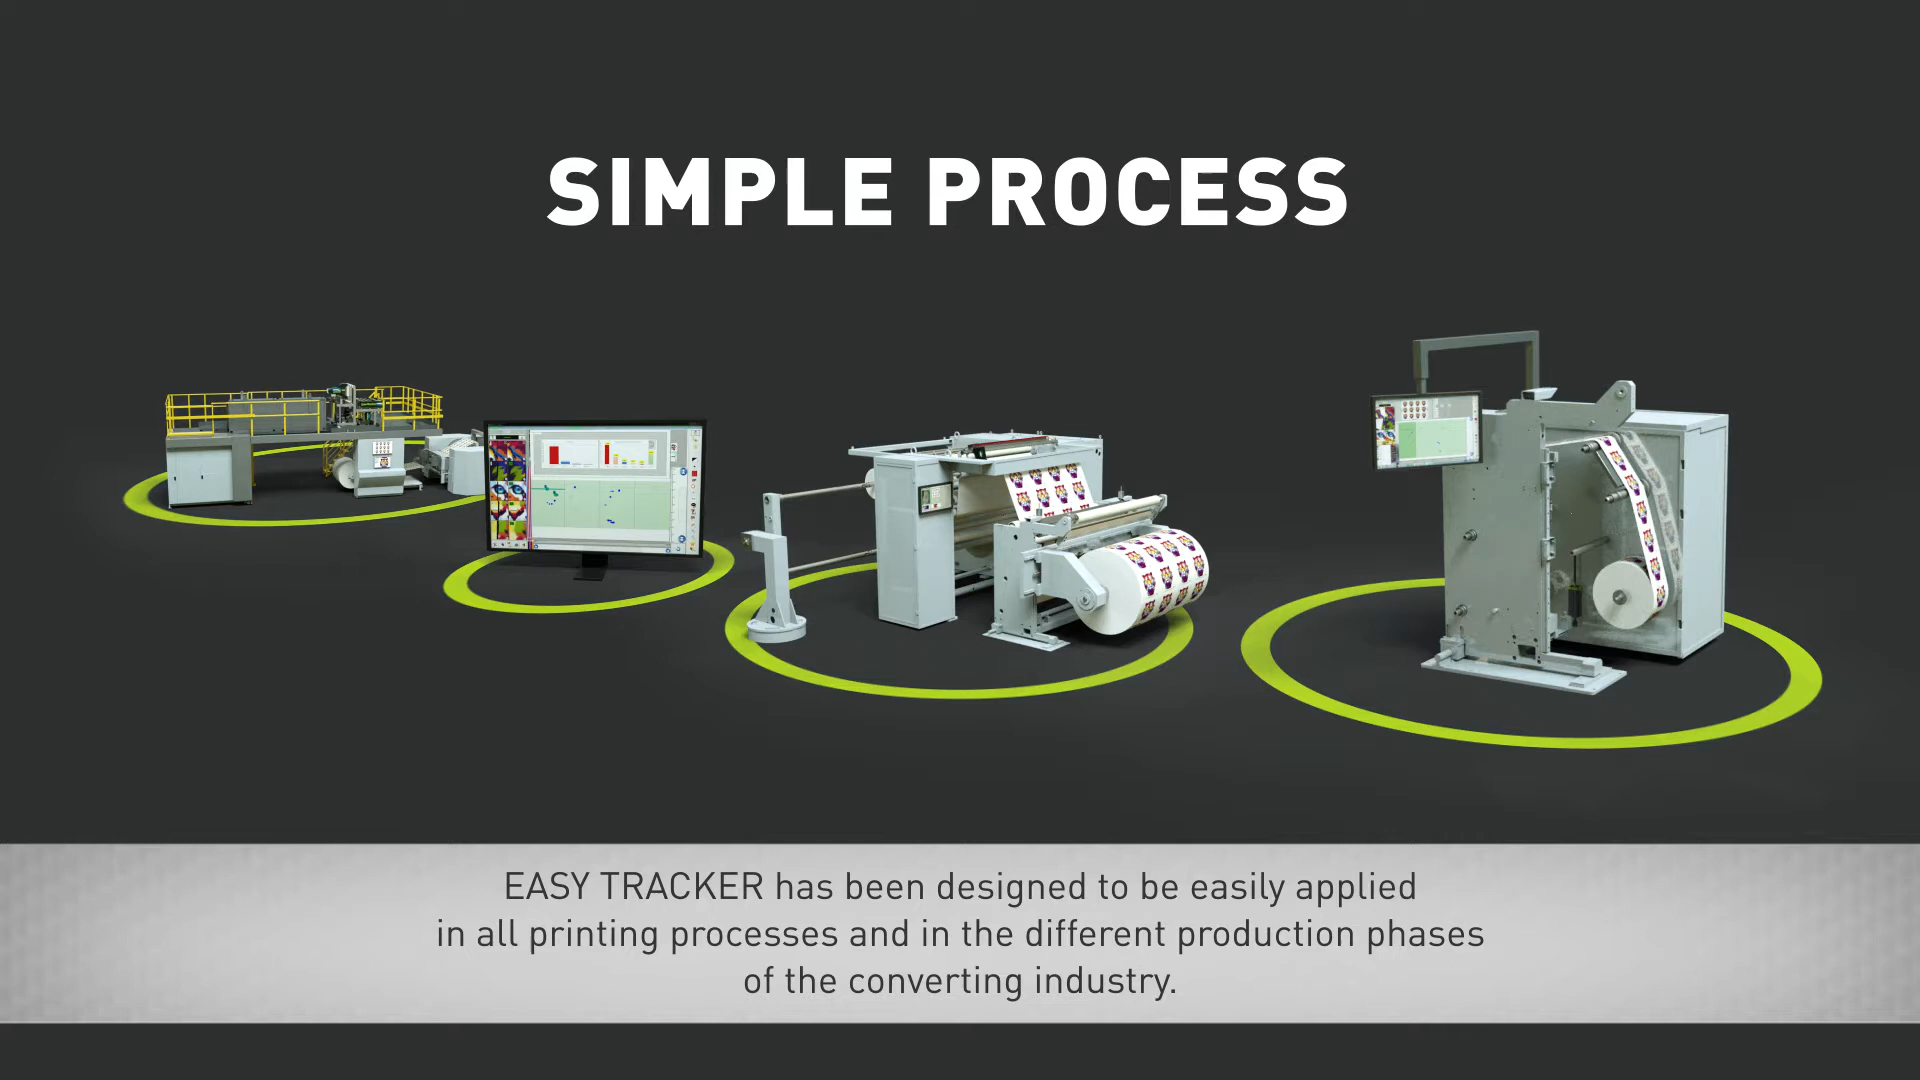 SIMPLE PROCESS
EASY TRACKER has been designed to be easily applied
in all printing processes and in the different production phases
of the converting industry.